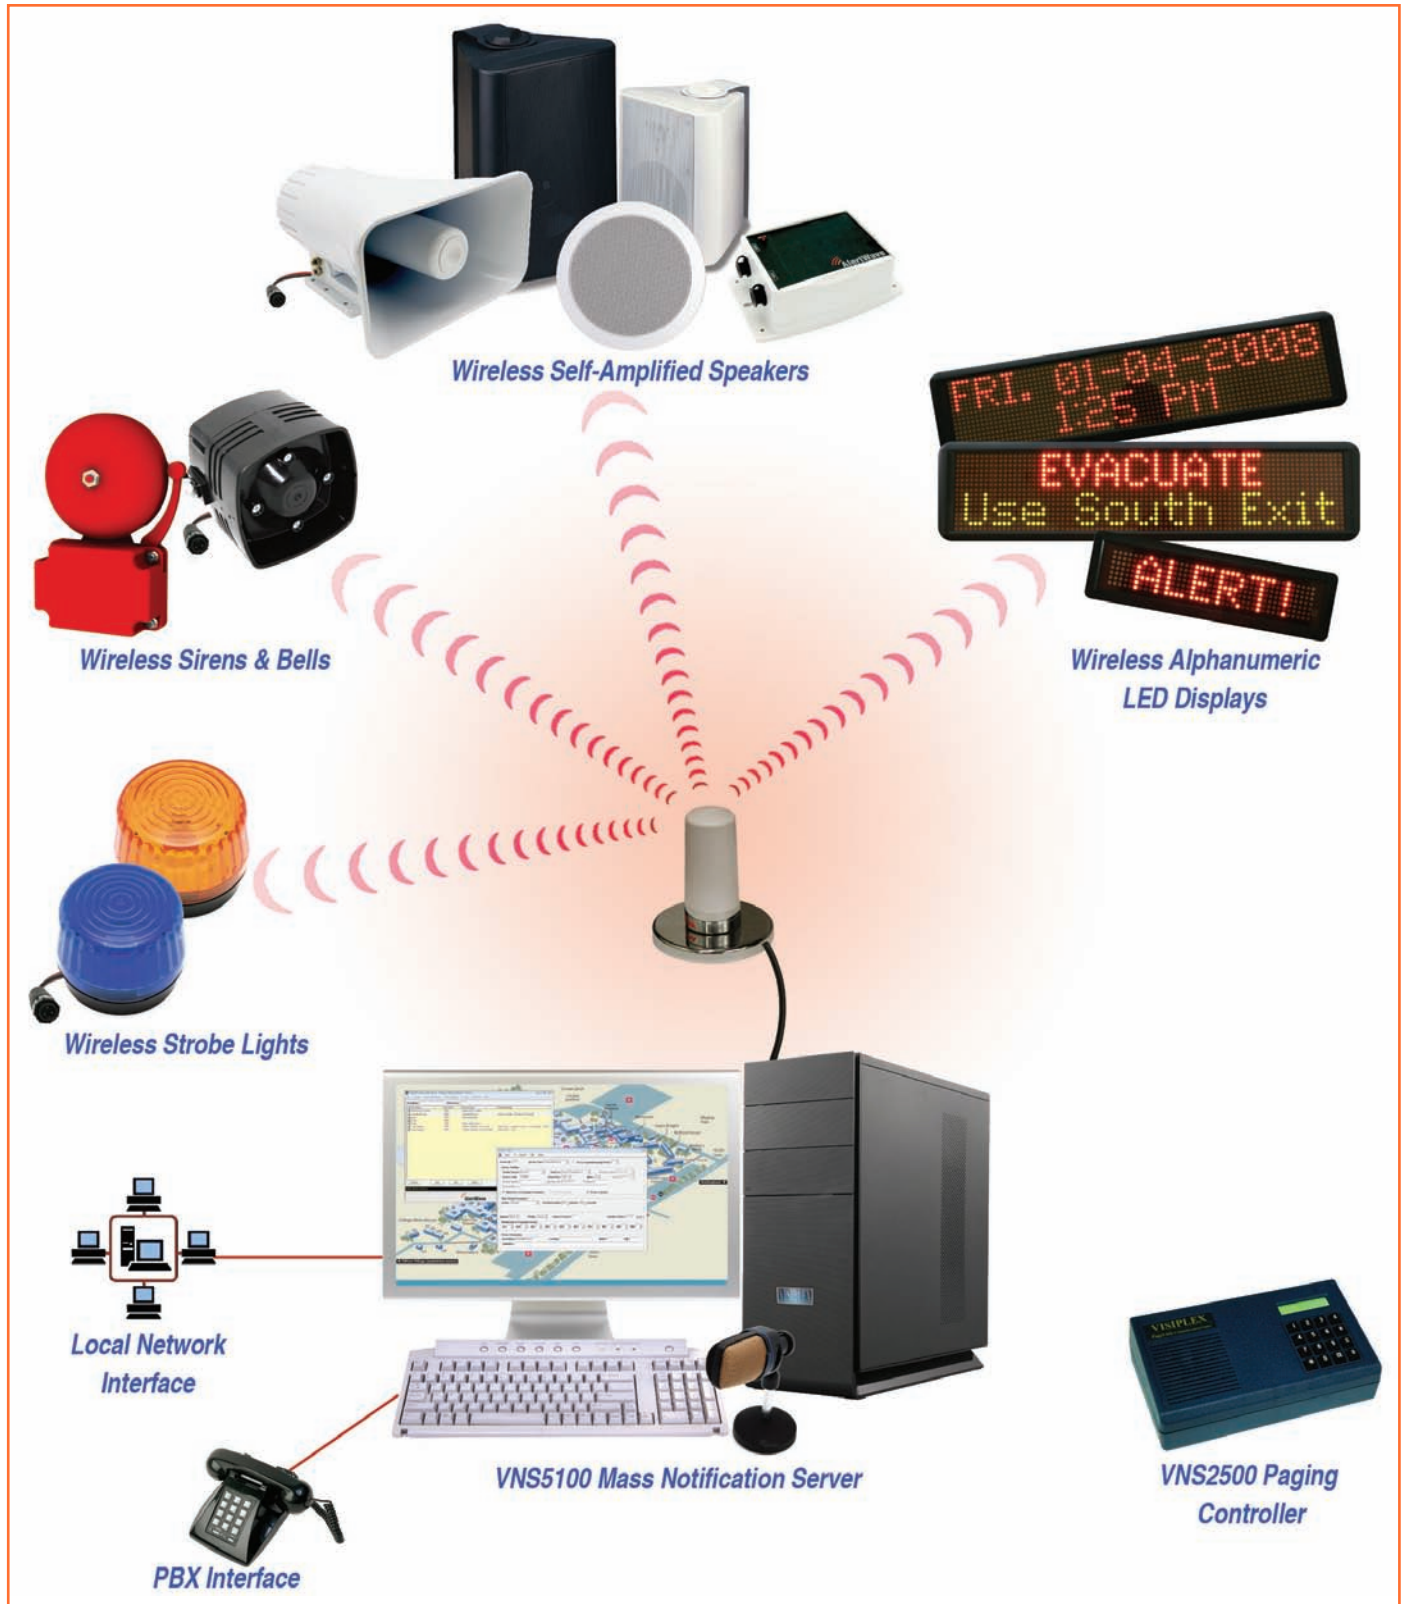 AlertWave
Wireless Self-Amplified Speakers
FRI. 01-04-2008
1:25 PM
EVACUATE
Use South Exit
ALERT!
Wireless Sirens & Bells
Wireless Alphanumeric
LED Displays
Wireless Strobe Lights
Local Network
Interface
VISIPLEX
VNS5100 Mass Notification Server
VNS2500 Paging
Controller
PBX Interface